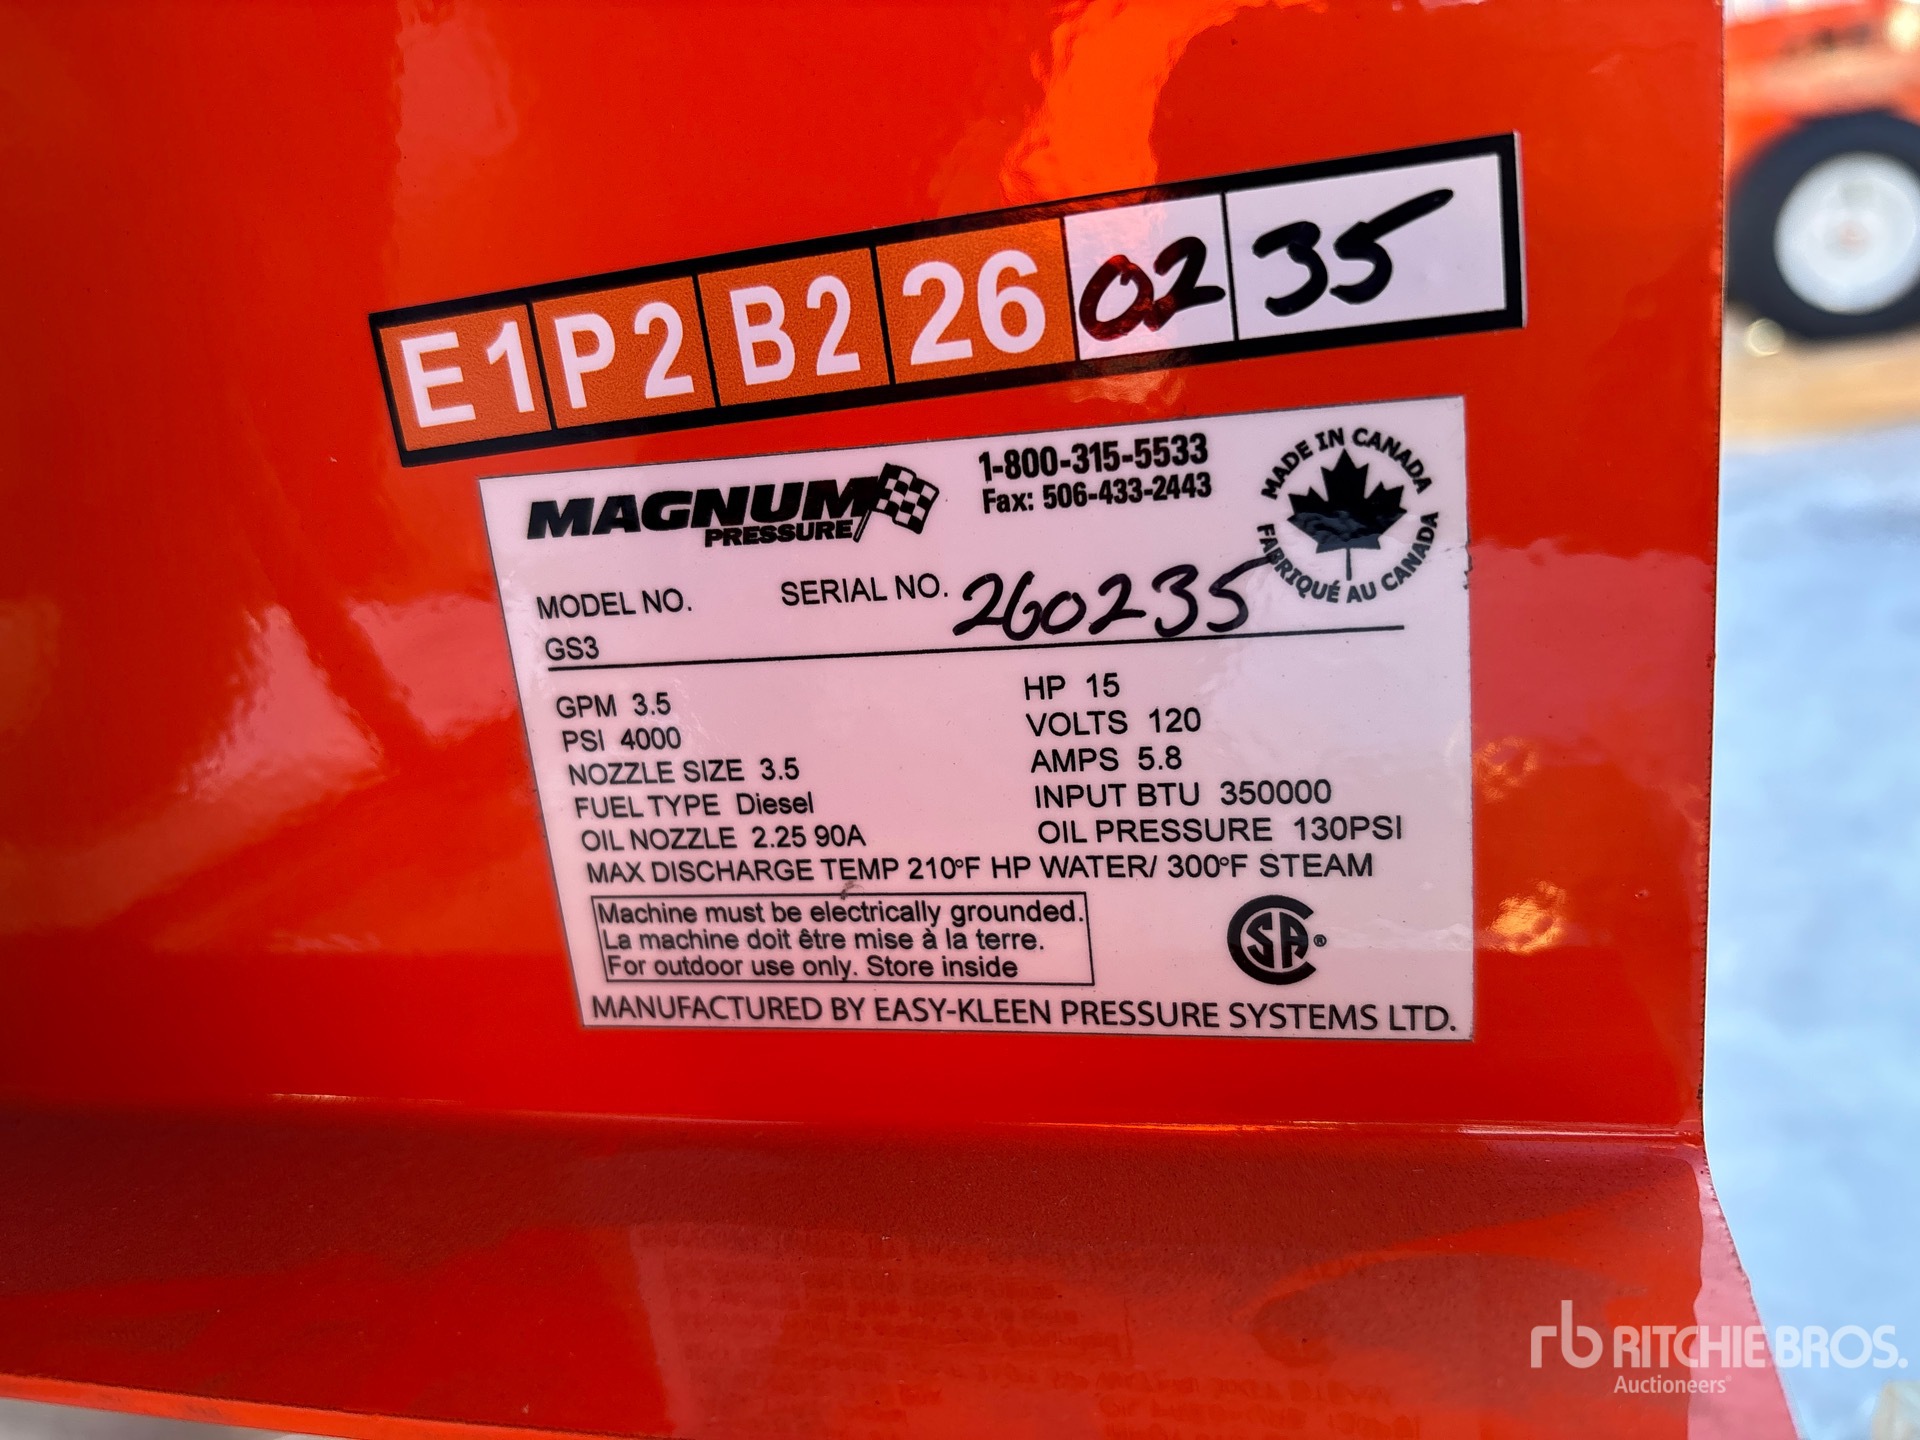 E1 P2 B2 26 02 35
MAGNUM
PRESSURE
1-800-315-5533
Fax: 506-433-2443
MADE IN CANADA
FABRIQUÉ AU CANADA
MODEL NO.
GS3
SERIAL NO. 260235
GPM 3.5
PSI 4000
NOZZLE SIZE 3.5
FUEL TYPE Diesel
OIL NOZZLE 2.25 90A
HP 15
VOLTS 120
AMPS 5.8
INPUT BTU 350000
OIL PRESSURE 130PSI
MAX DISCHARGE TEMP 210°F HP WATER/ 300°F STEAM
Machine must be electrically grounded.
La machine doit être mise à la terre.
For outdoor use only. Store inside
CSA®
MANUFACTURED BY EASY-KLEEN PRESSURE SYSTEMS LTD.
rb RITCHIE BROS.
Auctioneers